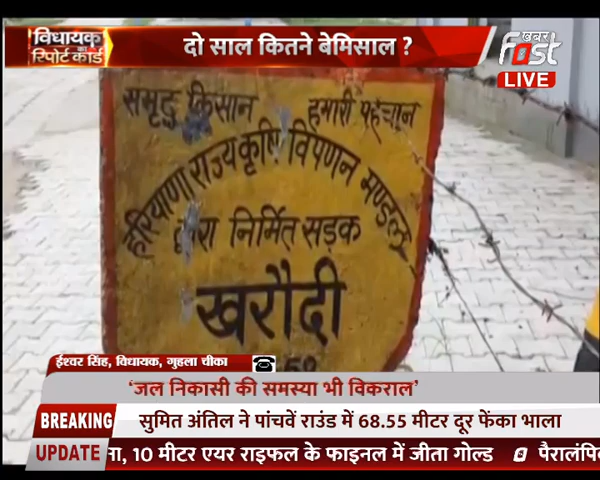 विधायक
का
रिपोर्ट कार्ड
दो साल कितने बेमिसाल ?
खबर
fast
LIVE
समृद्ध किसान हमारी पहचान
हरियाणा राज्य कृषि विपणन मण्डल
द्वारा निर्मित सड़क
खरौदी
ईश्वर सिंह, विधायक, गुहला चीका
‘जल निकासी की समस्या भी विकराल’
BREAKING
सुमित अंतिल ने पांचवें राउंड में 68.55 मीटर दूर फेंका भाला
UPDATE
10 मीटर एयर राइफल के फाइनल में जीता गोल्ड